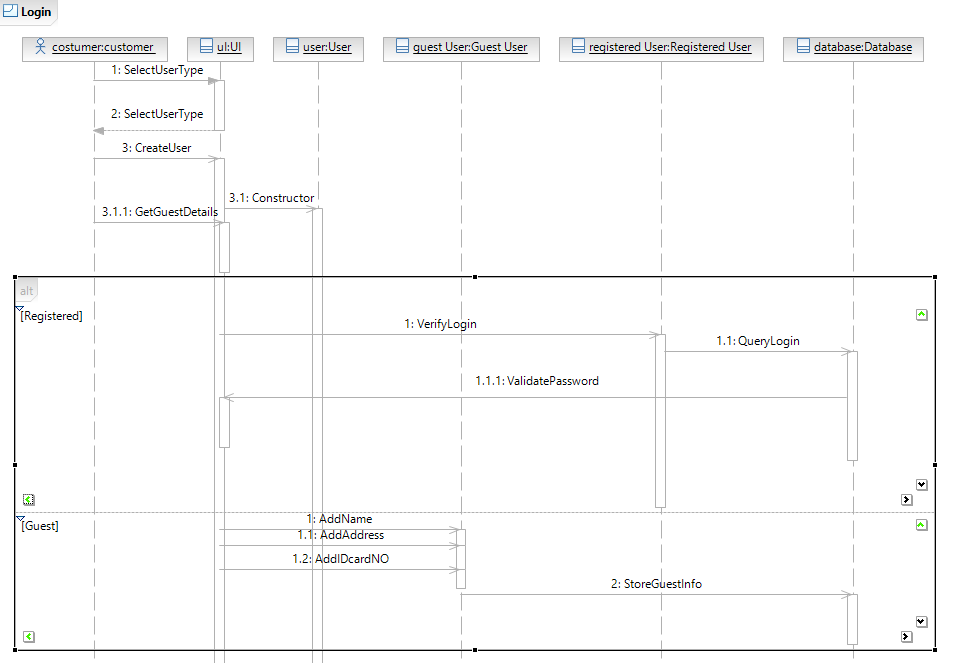 Login
costumer:customer
uI:UI
user:User
guest User:Guest User
registered User:Registered User
database:Database
1: SelectUserType
2: SelectUserType
3: CreateUser
3.1: Constructor
3.1.1: GetGuestDetails
alt
[Registered]
1: VerifyLogin
1.1: QueryLogin
1.1.1: ValidatePassword
[Guest]
1: AddName
1.1: AddAddress
1.2: AddIDcardNO
2: StoreGuestInfo